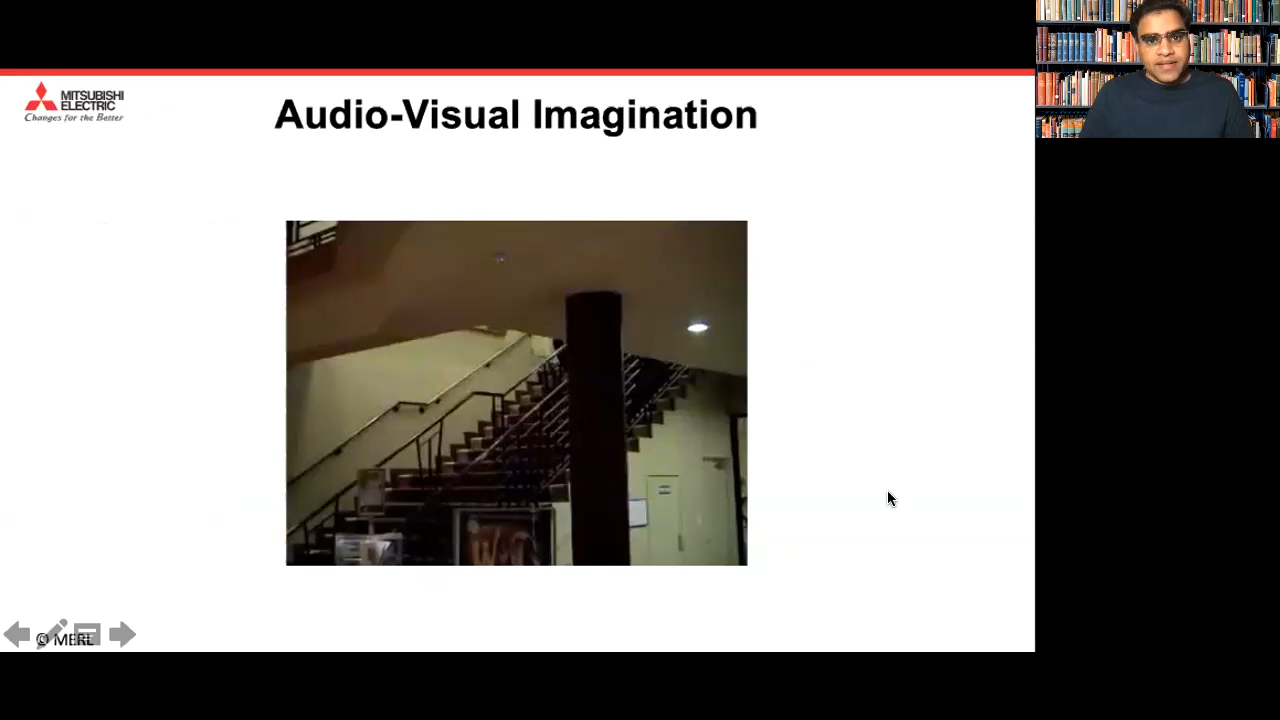 MITSUBISHI
ELECTRIC
Changes for the Better
Audio-Visual Imagination
© MERL